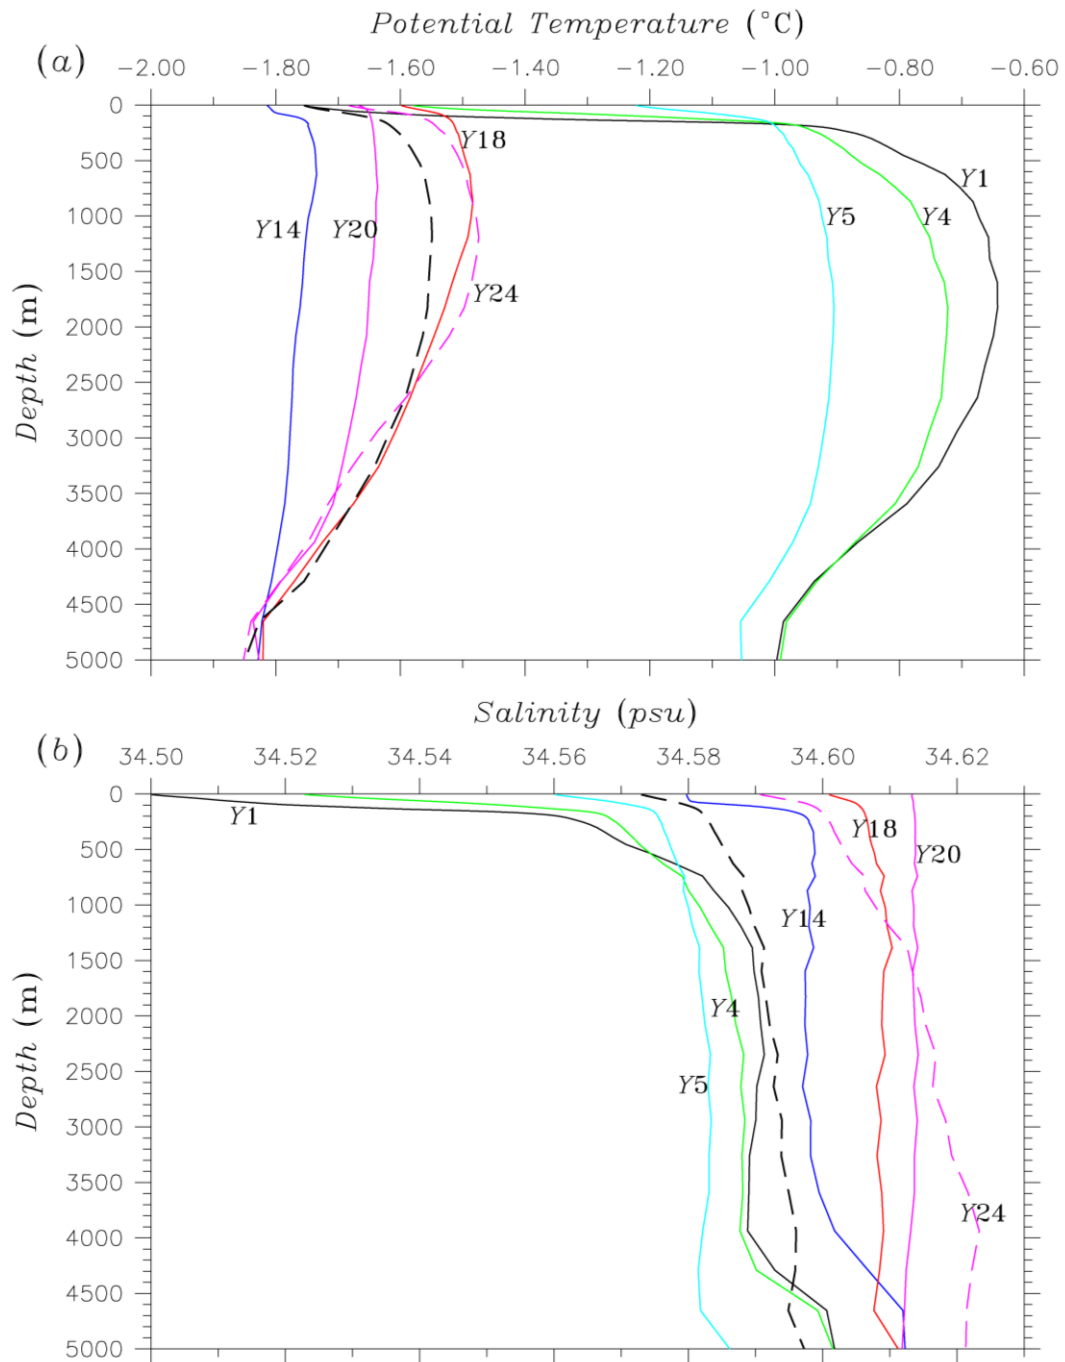 Potential Temperature (°C)
(a) −2.00 −1.80 −1.60 −1.40 −1.20 −1.00 −0.80 −0.60
0
Y18
500
Y1
1000
Y14 Y20 Y5 Y4
1500
Y24
2000
Depth (m)
2500
3000
3500
4000
4500
5000
Salinity (psu)
(b) 34.50 34.52 34.54 34.56 34.58 34.60 34.62
0
Y1 Y18
500
Y20
1000
Y14
1500
Y4
2000
Depth (m)
2500
Y5
3000
3500
Y24
4000
4500
5000